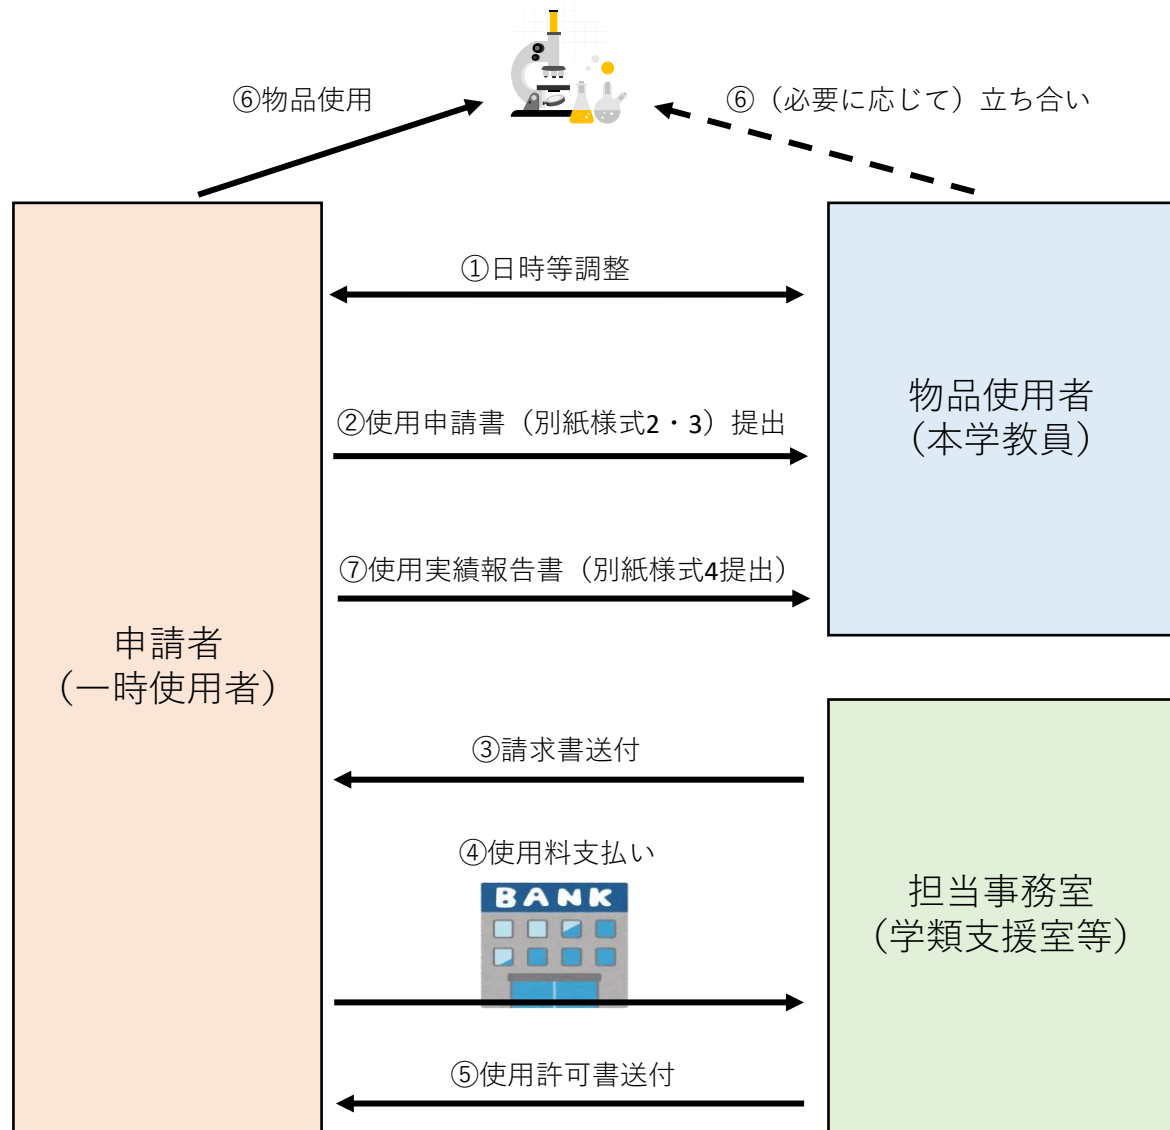 ⑥物品使用
⑥（必要に応じて）立ち合い
①日時等調整
②使用申請書（別紙様式2・3）提出
⑦使用実績報告書（別紙様式4提出）
物品使用者
（本学教員）
申請者
（一時使用者）
③請求書送付
④使用料支払い
BANK
担当事務室
（学類支援室等）
⑤使用許可書送付